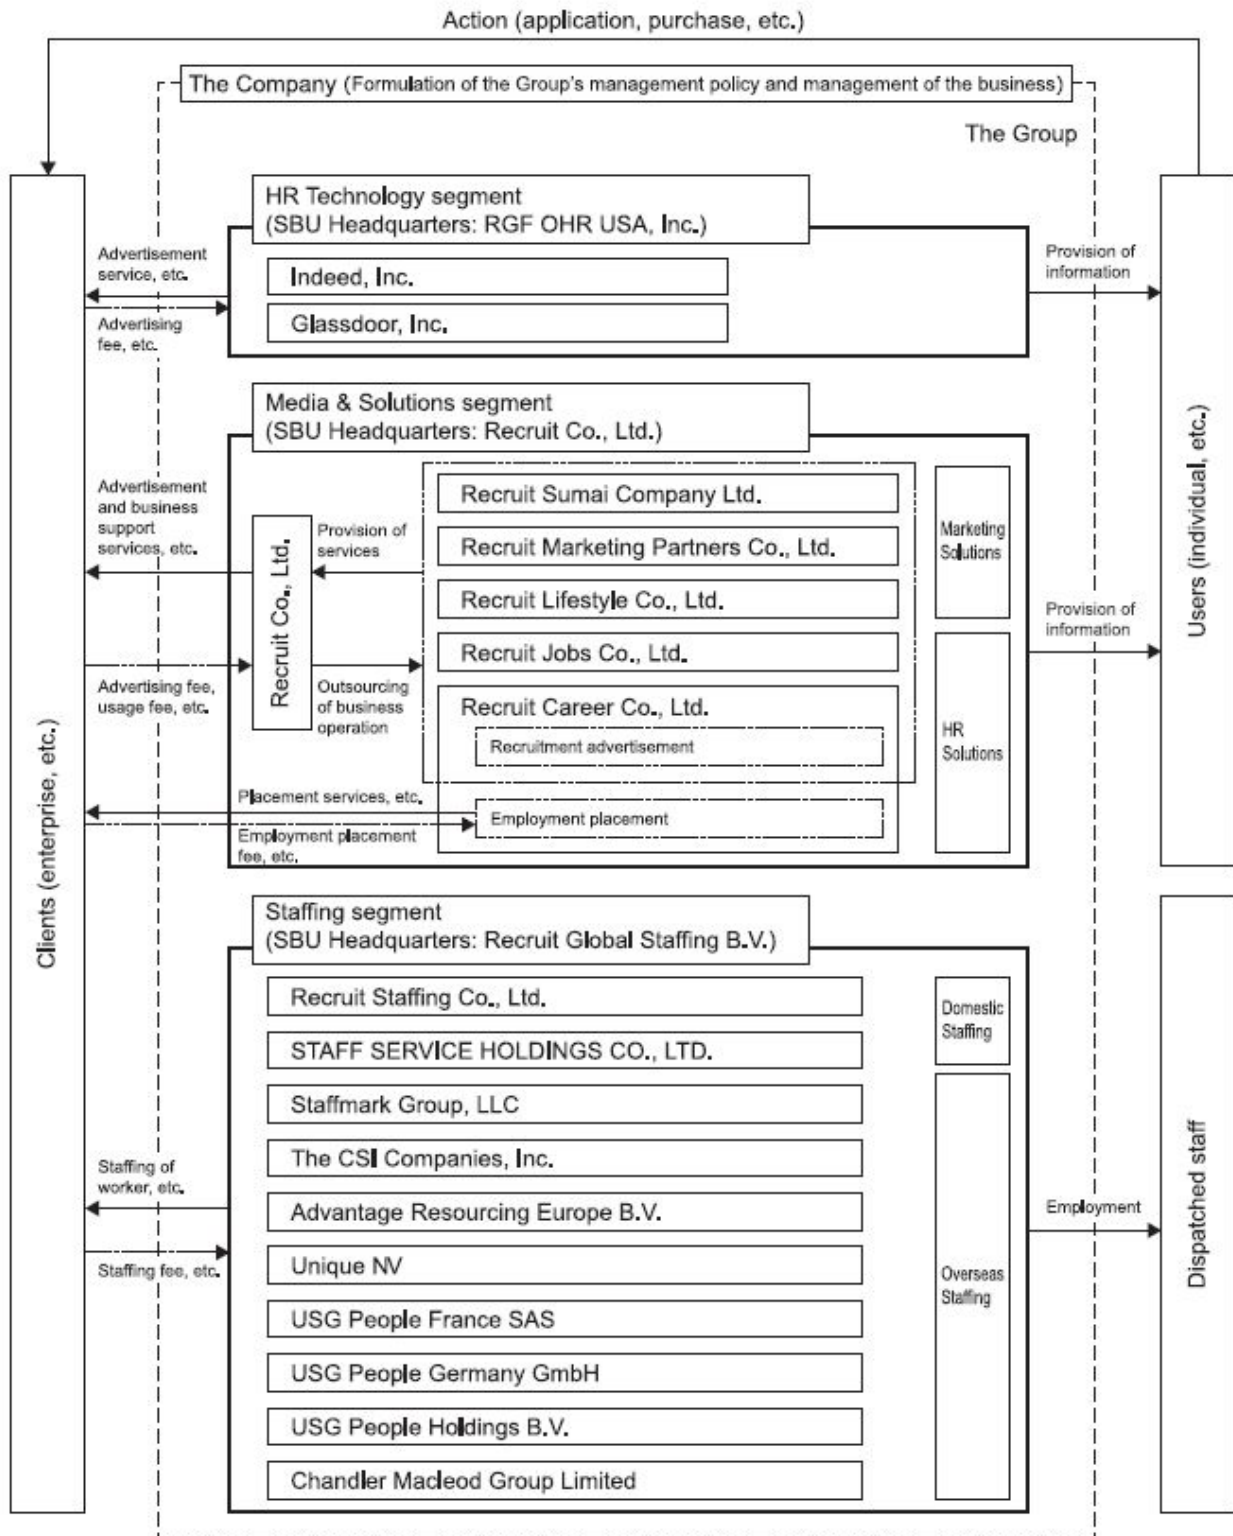 Action (application, purchase, etc.)
The Company (Formulation of the Group's management policy and management of the business)
The Group
Clients (enterprise, etc.)
HR Technology segment
(SBU Headquarters: RGF OHR USA, Inc.)
Indeed, Inc.
Glassdoor, Inc.
Advertisement
service, etc.
Advertising
fee, etc.
Provision of
information
Users (individual, etc.)
Media & Solutions segment
(SBU Headquarters: Recruit Co., Ltd.)
Advertisement
and business
support
services, etc.
Advertising fee,
usage fee, etc.
Recruit Co., Ltd.
Provision of
services
Outsourcing
of business
operation
Recruit Sumai Company Ltd.
Recruit Marketing Partners Co., Ltd.
Recruit Lifestyle Co., Ltd.
Recruit Jobs Co., Ltd.
Recruit Career Co., Ltd.
Recruitment advertisement
Employment placement
Marketing
Solutions
HR
Solutions
Provision of
information
Placement services, etc.
Employment placement
fee, etc.
Staffing segment
(SBU Headquarters: Recruit Global Staffing B.V.)
Recruit Staffing Co., Ltd.
STAFF SERVICE HOLDINGS CO., LTD.
Staffmark Group, LLC
The CSI Companies, Inc.
Advantage Resourcing Europe B.V.
Unique NV
USG People France SAS
USG People Germany GmbH
USG People Holdings B.V.
Chandler Macleod Group Limited
Domestic
Staffing
Overseas
Staffing
Staffing of
worker, etc.
Staffing fee, etc.
Employment
Dispatched staff